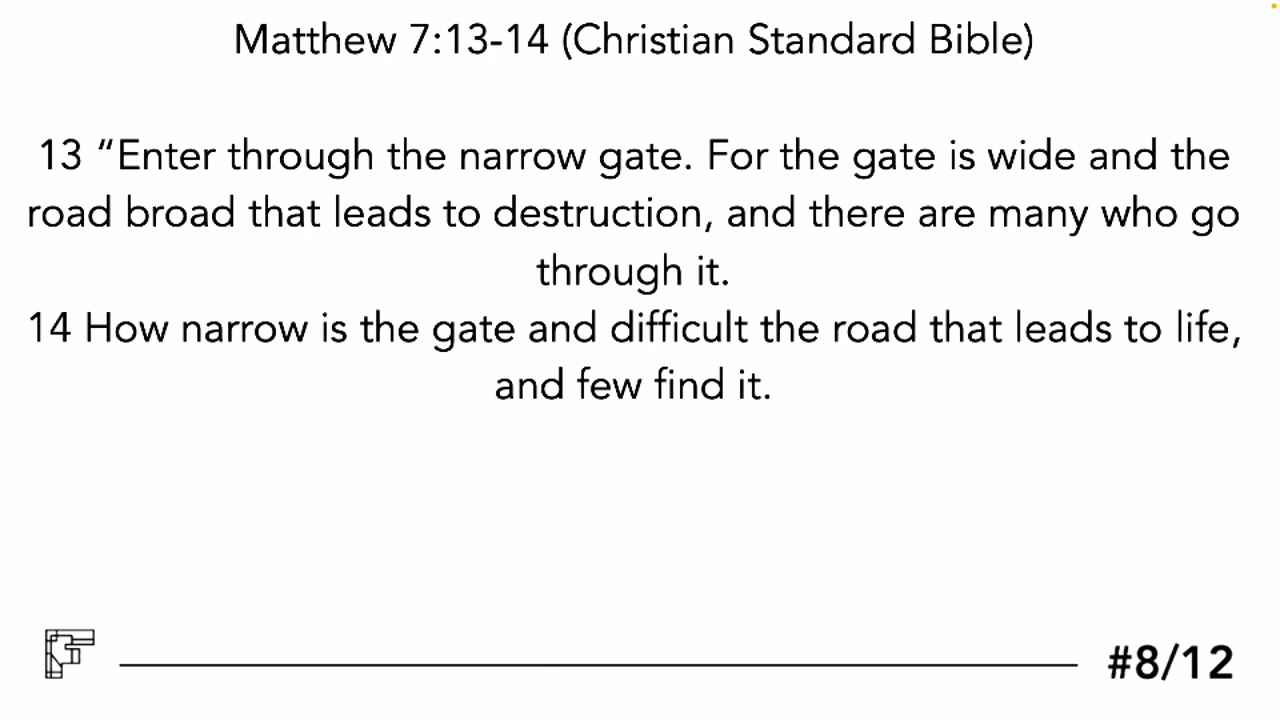 Matthew 7:13-14 (Christian Standard Bible)
13 “Enter through the narrow gate. For the gate is wide and the
road broad that leads to destruction, and there are many who go
through it.
14 How narrow is the gate and difficult the road that leads to life,
and few find it.
#8/12